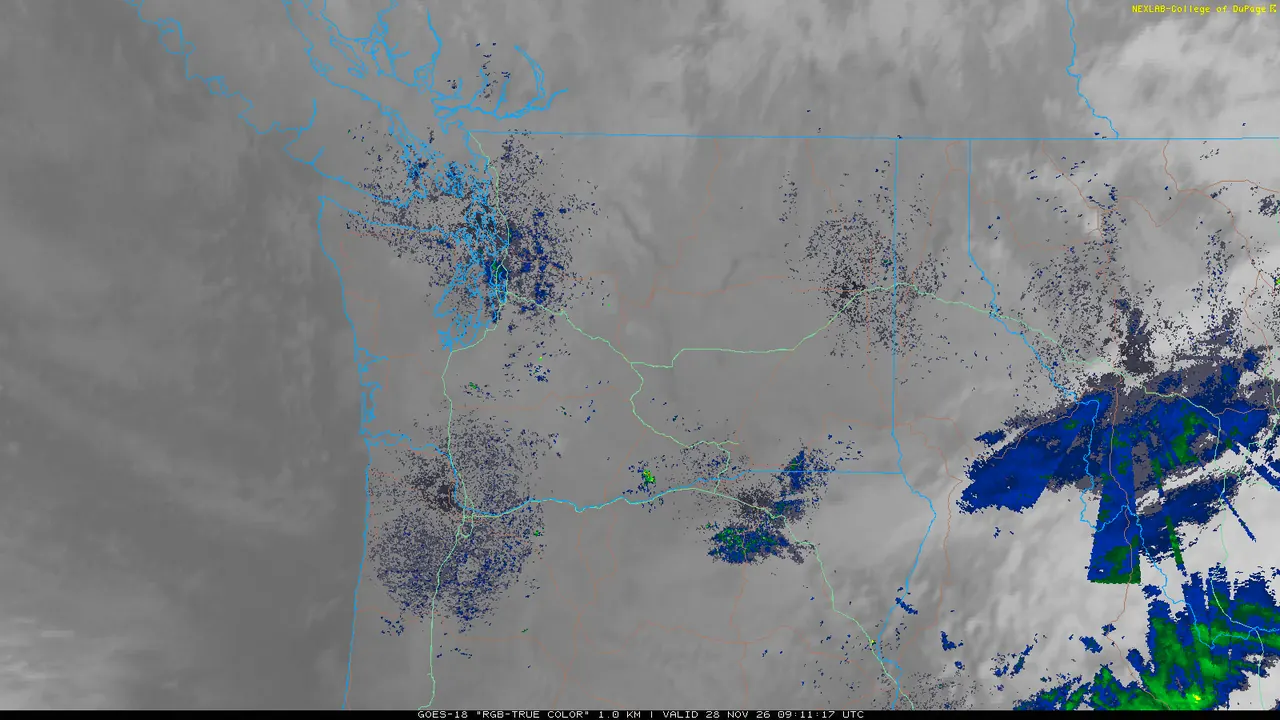 NEXLAB-College of DuPage
GOES-18 "RGB-TRUE COLOR" 1.0 KM | VALID 28 NOV 26 09:11:17 UTC